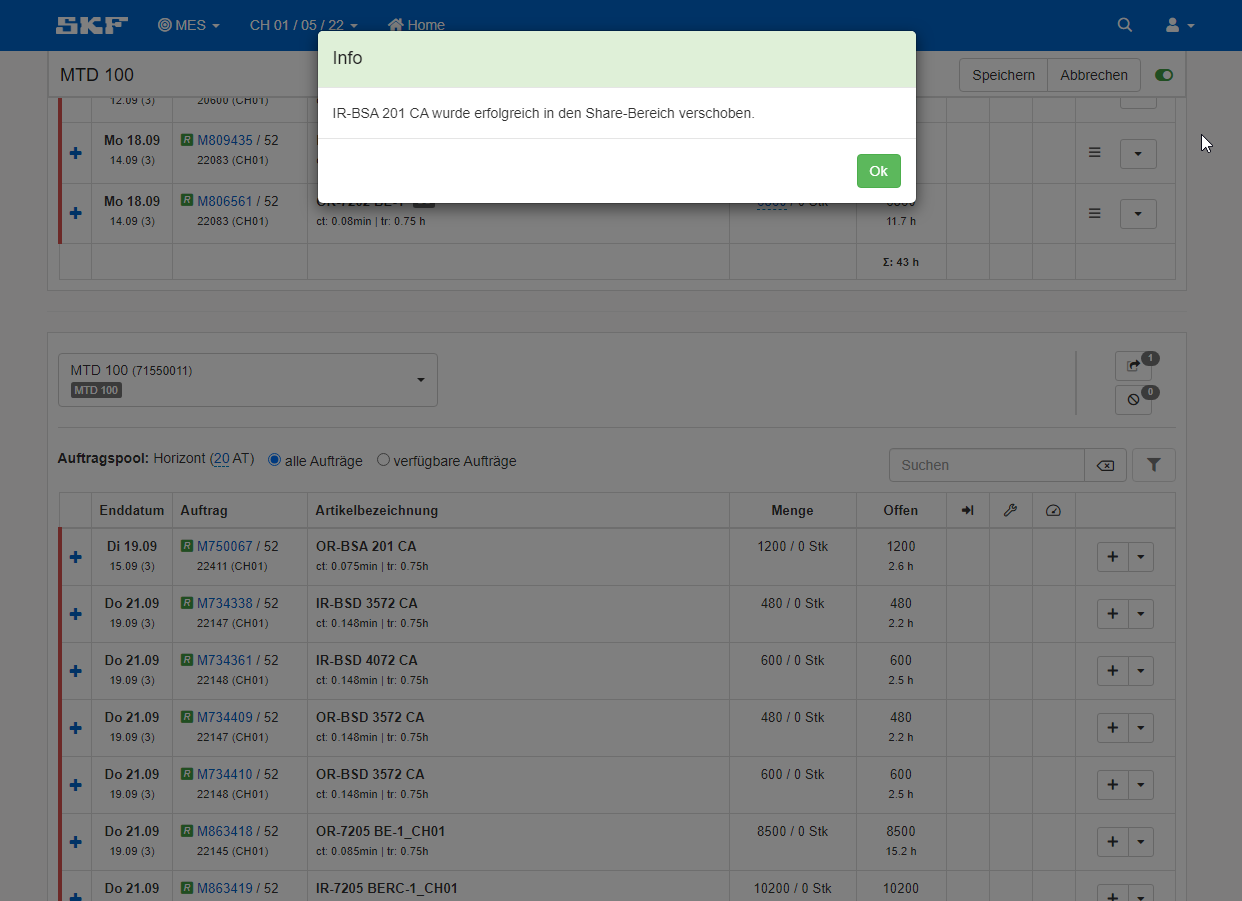 SKF MES CH 01 / 05 / 22 Home
Info
MTD 100 Speichern Abbrechen
12.09 (3) 20600 (CH01)
IR-BSA 201 CA wurde erfolgreich in den Share-Bereich verschoben.
Mo 18.09 R M809435 / 52
14.09 (3) 22083 (CH01)
Ok
Mo 18.09 R M806561 / 52 OR-7202 BE-1
14.09 (3) 22083 (CH01) ct: 0.08min | tr: 0.75 h 11.7 h
Σ: 43 h
MTD 100 (71550011) 1
MTD 100 0
Auftragspool: Horizont (20 AT) alle Aufträge verfügbare Aufträge Suchen
Enddatum Auftrag Artikelbezeichnung Menge Offen
Di 19.09 R M750067 / 52 OR-BSA 201 CA 1200 / 0 Stk 1200
15.09 (3) 22411 (CH01) ct: 0.075min | tr: 0.75h 2.6 h
Do 21.09 R M734338 / 52 IR-BSD 3572 CA 480 / 0 Stk 480
19.09 (3) 22147 (CH01) ct: 0.148min | tr: 0.75h 2.2 h
Do 21.09 R M734361 / 52 IR-BSD 4072 CA 600 / 0 Stk 600
19.09 (3) 22148 (CH01) ct: 0.148min | tr: 0.75h 2.5 h
Do 21.09 R M734409 / 52 OR-BSD 3572 CA 480 / 0 Stk 480
19.09 (3) 22147 (CH01) ct: 0.148min | tr: 0.75h 2.2 h
Do 21.09 R M734410 / 52 OR-BSD 3572 CA 600 / 0 Stk 600
19.09 (3) 22148 (CH01) ct: 0.148min | tr: 0.75h 2.5 h
Do 21.09 R M863418 / 52 OR-7205 BE-1_CH01 8500 / 0 Stk 8500
19.09 (3) 22145 (CH01) ct: 0.085min | tr: 0.75h 15.2 h
Do 21.09 R M863419 / 52 IR-7205 BERC-1_CH01 10200 / 0 Stk 10200